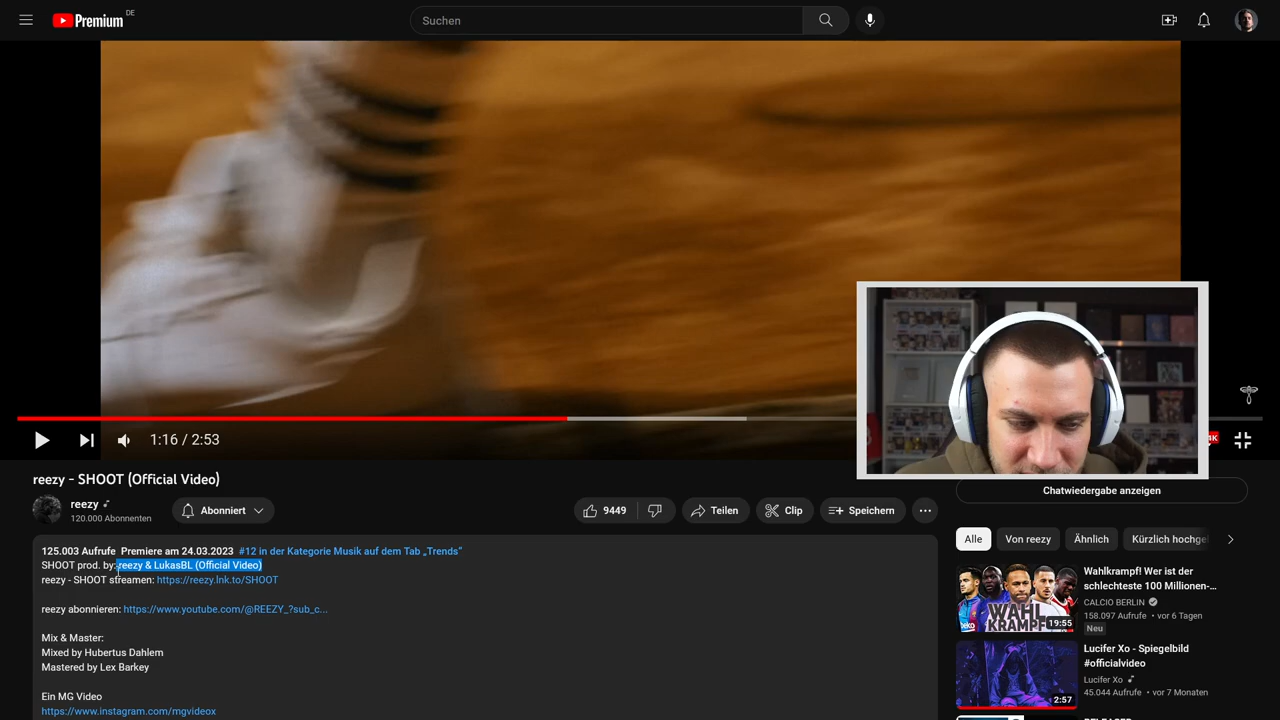 Premium DE
Suchen
4K
1:16 / 2:53
reezy - SHOOT (Official Video)
reezy
120.000 Abonnenten
Abonniert
9449
Teilen
Clip
Speichern
125.003 Aufrufe Premiere am 24.03.2023 #12 in der Kategorie Musik auf dem Tab „Trends"
SHOOT prod. by: reezy & LukasBL (Official Video)
reezy - SHOOT streamen: https://reezy.lnk.to/SHOOT
reezy abonnieren: https://www.youtube.com/@REEZY_?sub_c...
Mix & Master:
Mixed by Hubertus Dahlem
Mastered by Lex Barkey
Ein MG Video
https://www.instagram.com/mgvideox
Chatwiedergabe anzeigen
Alle
Von reezy
Ähnlich
Kürzlich hochge
WAHL
KRAMPF!
19:55
Wahlkrampf! Wer ist der
schlechteste 100 Millionen-...
CALCIO BERLIN
158.097 Aufrufe • vor 6 Tagen
Neu
2:57
Lucifer Xo - Spiegelbild
#officialvideo
Lucifer Xo
45.044 Aufrufe • vor 7 Monaten